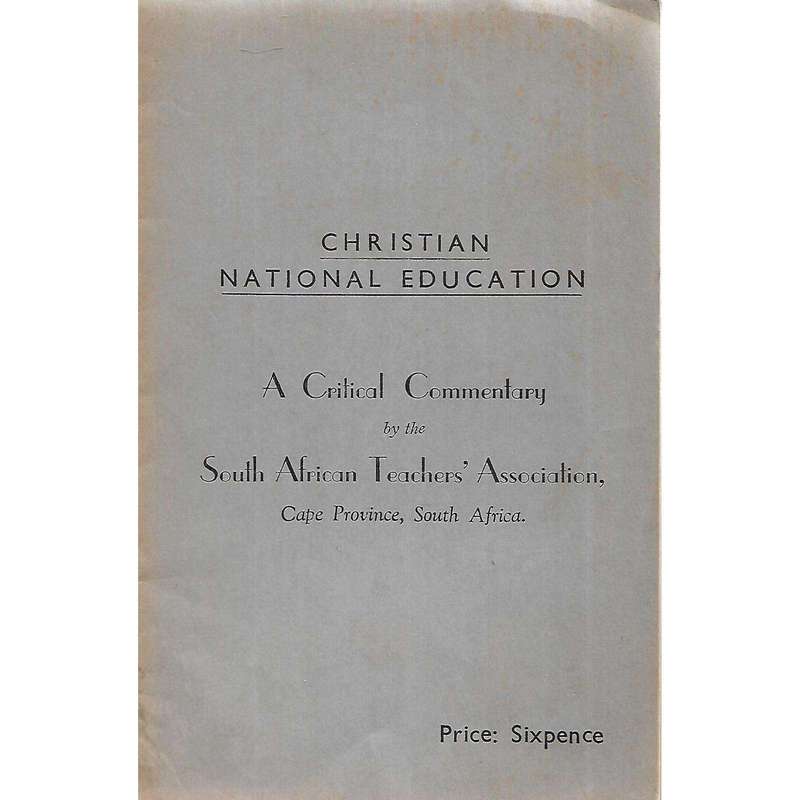 CHRISTIAN
NATIONAL EDUCATION
A Critical Commentary
by the
South African Teachers' Association,
Cape Province, South Africa.
Price: Sixpence